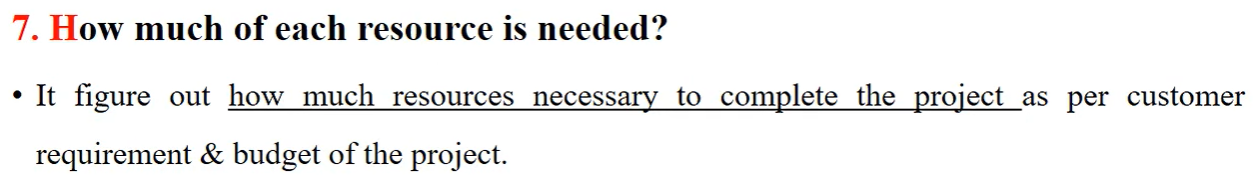 7. How much of each resource is needed?
• It figure out how much resources necessary to complete the project as per customer
requirement & budget of the project.